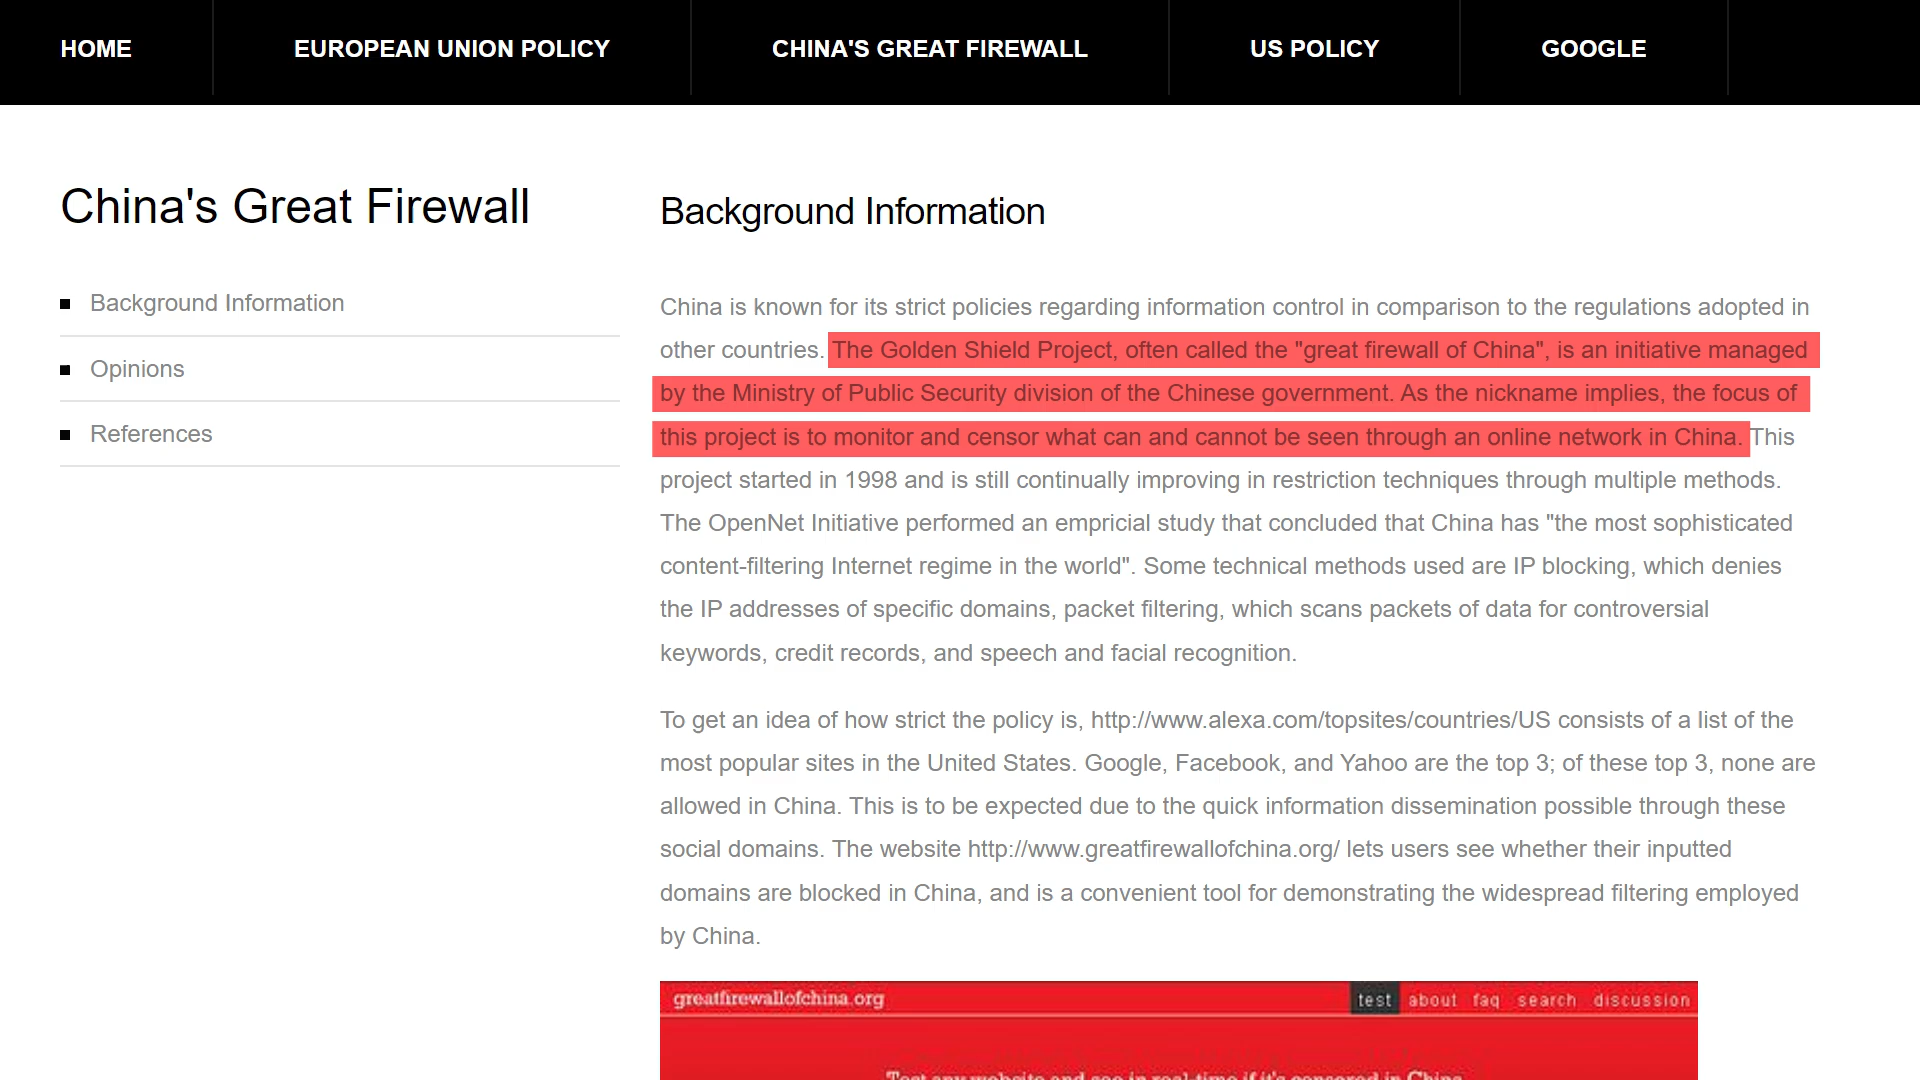 HOME
EUROPEAN UNION POLICY
CHINA'S GREAT FIREWALL
US POLICY
GOOGLE
China's Great Firewall
Background Information
Opinions
References
Background Information
China is known for its strict policies regarding information control in comparison to the regulations adopted in
other countries. The Golden Shield Project, often called the "great firewall of China", is an initiative managed
by the Ministry of Public Security division of the Chinese government. As the nickname implies, the focus of
this project is to monitor and censor what can and cannot be seen through an online network in China. This
project started in 1998 and is still continually improving in restriction techniques through multiple methods.
The OpenNet Initiative performed an empricial study that concluded that China has "the most sophisticated
content-filtering Internet regime in the world". Some technical methods used are IP blocking, which denies
the IP addresses of specific domains, packet filtering, which scans packets of data for controversial
keywords, credit records, and speech and facial recognition.
To get an idea of how strict the policy is, http://www.alexa.com/topsites/countries/US consists of a list of the
most popular sites in the United States. Google, Facebook, and Yahoo are the top 3; of these top 3, none are
allowed in China. This is to be expected due to the quick information dissemination possible through these
social domains. The website http://www.greatfirewallofchina.org/ lets users see whether their inputted
domains are blocked in China, and is a convenient tool for demonstrating the widespread filtering employed
by China.
greatfirewallofchina.org
test about faq search discussion
Test any website and see in real-time if it's censored in China